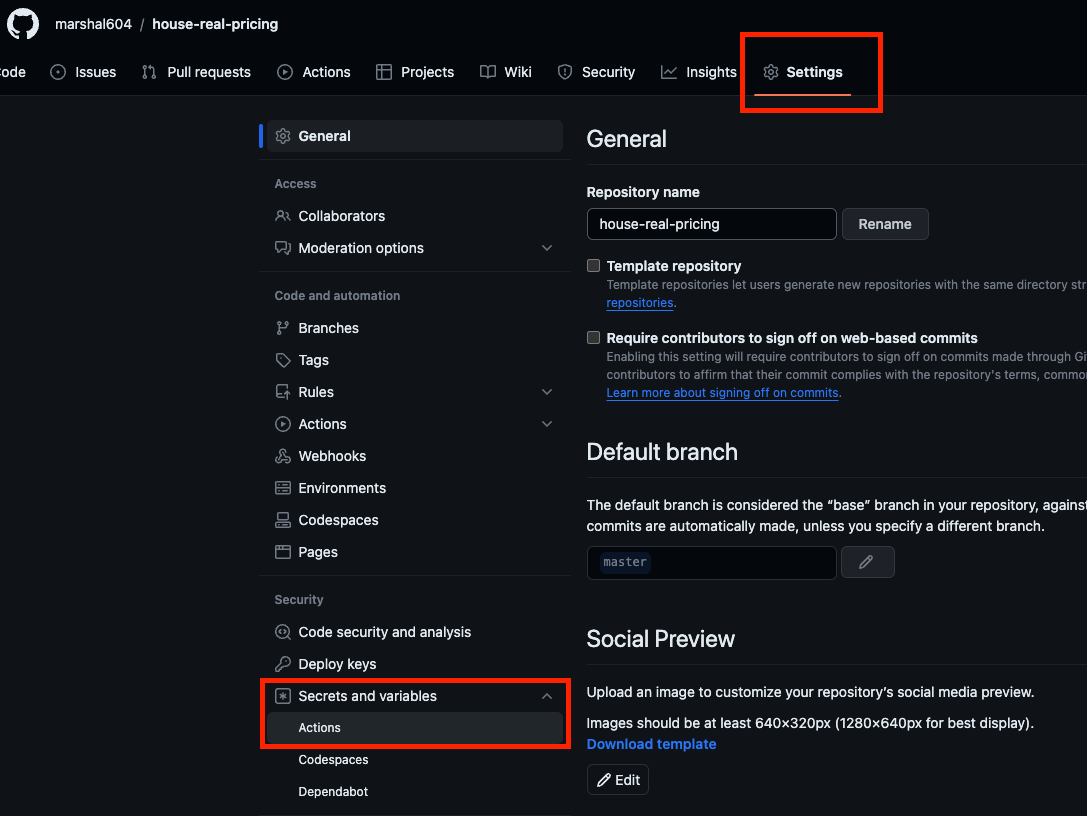 marshal604 / house-real-pricing
ode Issues Pull requests Actions Projects Wiki Security Insights Settings
General
Access
Collaborators
Moderation options
Code and automation
Branches
Tags
Rules
Actions
Webhooks
Environments
Codespaces
Pages
Security
Code security and analysis
Deploy keys
Secrets and variables
Actions
Codespaces
Dependabot
General
Repository name
house-real-pricing Rename
Template repository
Template repositories let users generate new repositories with the same directory str
repositories.
Require contributors to sign off on web-based commits
Enabling this setting will require contributors to sign off on commits made through Gi
contributors to affirm that their commit complies with the repository's terms, commo
Learn more about signing off on commits.
Default branch
The default branch is considered the “base” branch in your repository, against
commits are automatically made, unless you specify a different branch.
master
Social Preview
Upload an image to customize your repository’s social media preview.
Images should be at least 640×320px (1280×640px for best display).
Download template
Edit